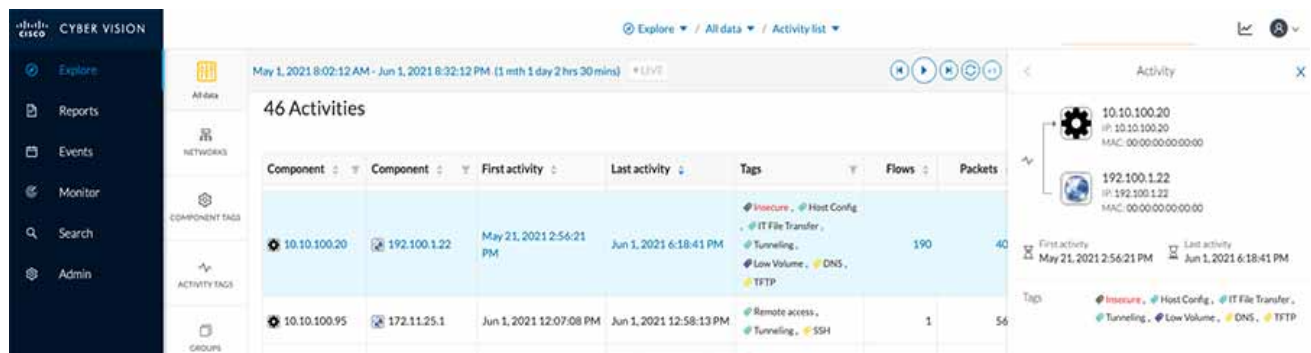 CISCO CYBER VISION
Explore / All data / Activity list
Explore
Reports
Events
Monitor
Search
Admin
All data
NETWORKS
COMPONENT TAGS
ACTIVITY TAGS
GROUPS
May 1, 2021 8:02:12 AM - Jun 1, 2021 8:32:12 PM (1 mth 1 day 2 hrs 30 mins) LIVE
46 Activities
Component Component First activity Last activity Tags Flows Packets
10.10.100.20 192.100.1.22 May 21, 2021 2:56:21 PM Jun 1, 2021 6:18:41 PM
Insecure, Host Config
, IT File Transfer,
Tunneling,
Low Volume, DNS,
TFTP
190 40
10.10.100.95 172.11.25.1 Jun 1, 2021 12:07:08 PM Jun 1, 2021 12:58:13 PM
Remote access,
Tunneling, SSH
1 56
Activity X
10.10.100.20
IP: 10.10.100.20
MAC: 00:00:00:00:00:00
192.100.1.22
IP: 192.100.1.22
MAC: 00:00:00:00:00:00
First activity
May 21, 2021 2:56:21 PM
Last activity
Jun 1, 2021 6:18:41 PM
Tags
Insecure, Host Config, IT File Transfer,
Tunneling, Low Volume, DNS, TFTP